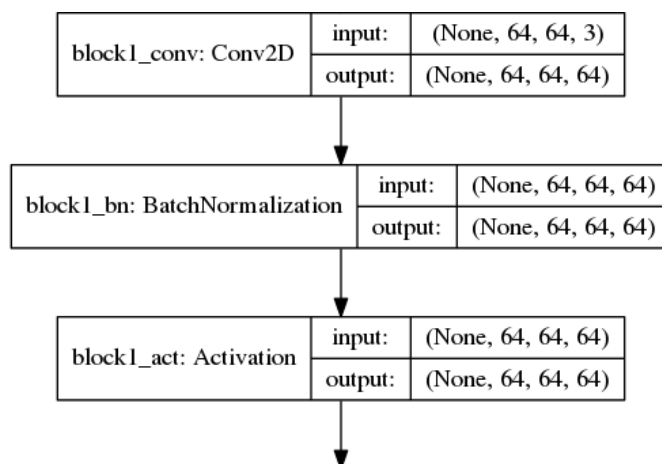 block1_conv: Conv2D
input: (None, 64, 64, 3)
output: (None, 64, 64, 64)
block1_bn: BatchNormalization
input: (None, 64, 64, 64)
output: (None, 64, 64, 64)
block1_act: Activation
input: (None, 64, 64, 64)
output: (None, 64, 64, 64)